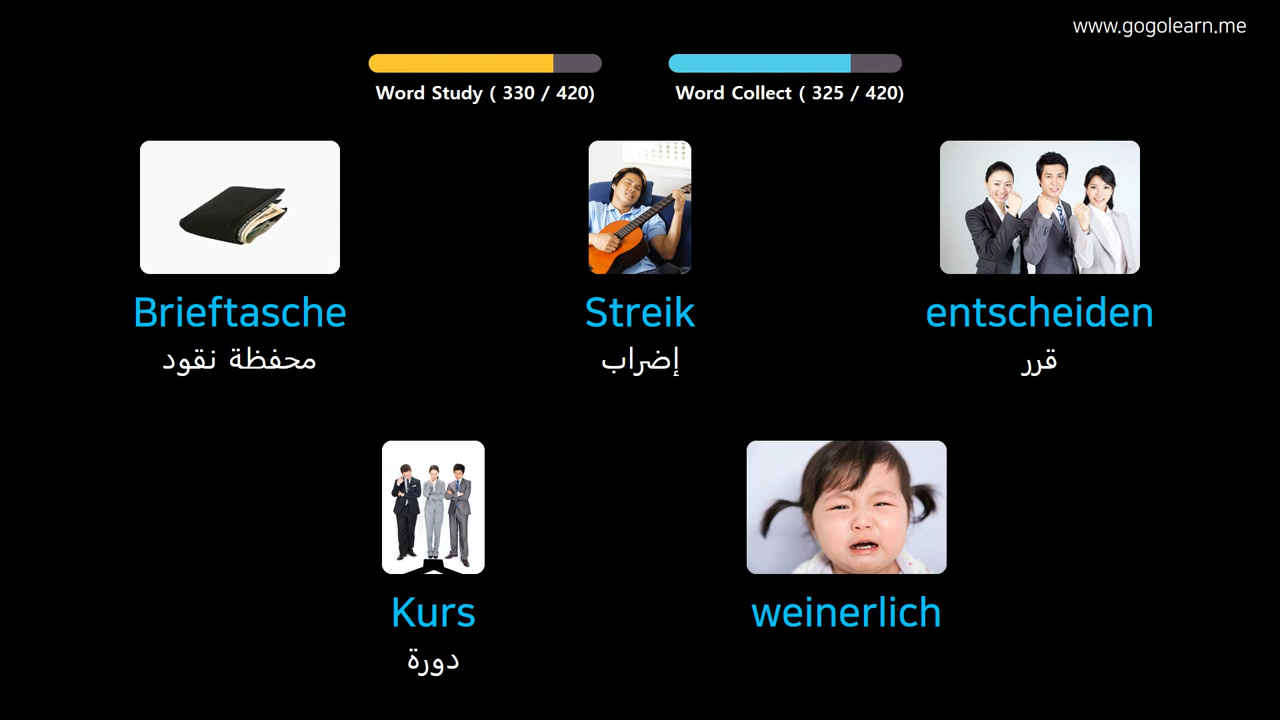 www.gogolearn.me
Word Study ( 330 / 420)
Word Collect ( 325 / 420)
Brieftasche
محفظة نقود
Streik
إضراب
entscheiden
قرر
Kurs
دورة
weinerlich